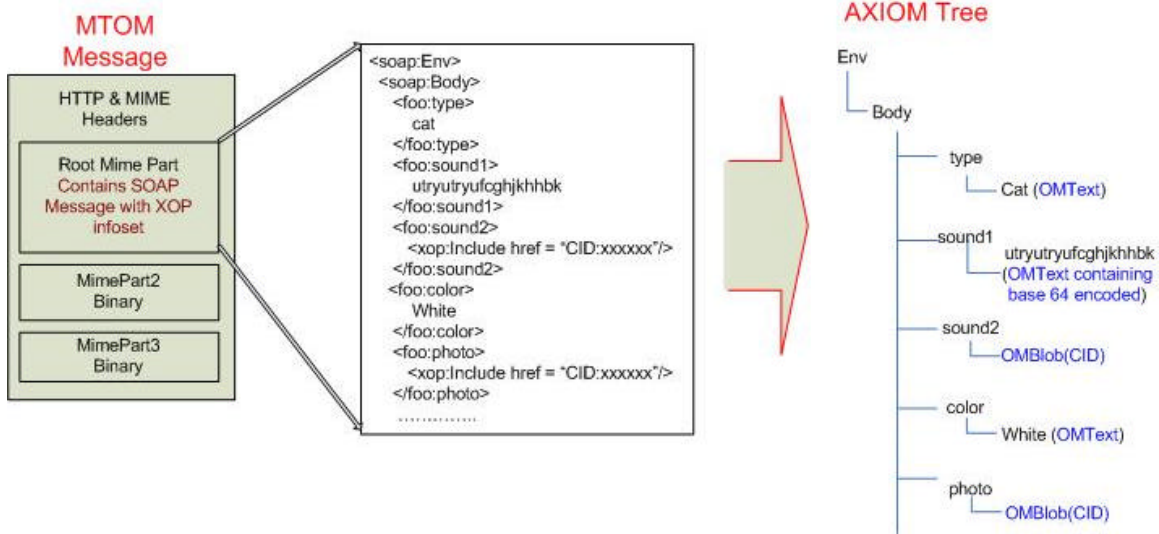 MTOM
Message
HTTP & MIME
Headers
Root Mime Part
Contains SOAP
Message with XOP
infoset
MimePart2
Binary
MimePart3
Binary
<soap:Env>
<soap:Body>
<foo:type>
cat
</foo:type>
<foo:sound1>
utryutryufcghjkhhbk
</foo:sound1>
<foo:sound2>
<xop:Include href = “CID:xxxxxx”/>
</foo:sound2>
<foo:color>
White
</foo:color>
<foo:photo>
<xop:Include href = “CID:xxxxxx”/>
</foo:photo>
..............
AXIOM Tree
Env
Body
type
Cat (OMText)
sound1
utryutryufcghjkhhbk
(OMText containing
base 64 encoded)
sound2
OMBlob(CID)
color
White (OMText)
photo
OMBlob(CID)